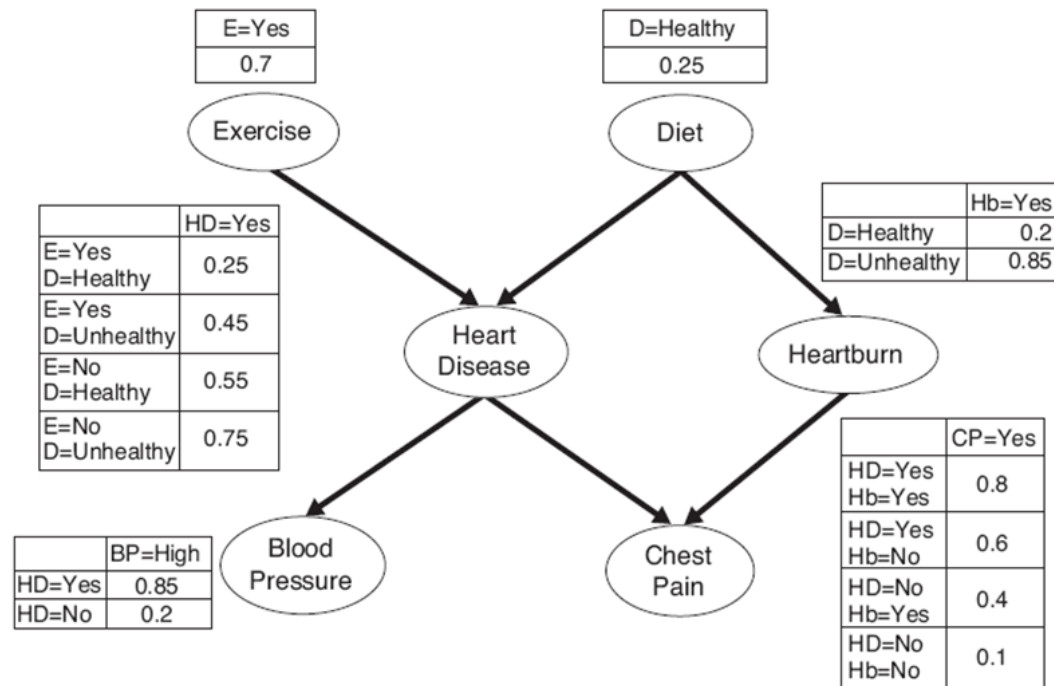 E=Yes
0.7
D=Healthy
0.25
Exercise
Diet
HD=Yes
E=Yes
D=Healthy
0.25
E=Yes
D=Unhealthy
0.45
E=No
D=Healthy
0.55
E=No
D=Unhealthy
0.75
Hb=Yes
D=Healthy 0.2
D=Unhealthy 0.85
Heart
Disease
Heartburn
BP=High
HD=Yes 0.85
HD=No 0.2
Blood
Pressure
Chest
Pain
CP=Yes
HD=Yes
Hb=Yes
0.8
HD=Yes
Hb=No
0.6
HD=No
Hb=Yes
0.4
HD=No
Hb=No
0.1